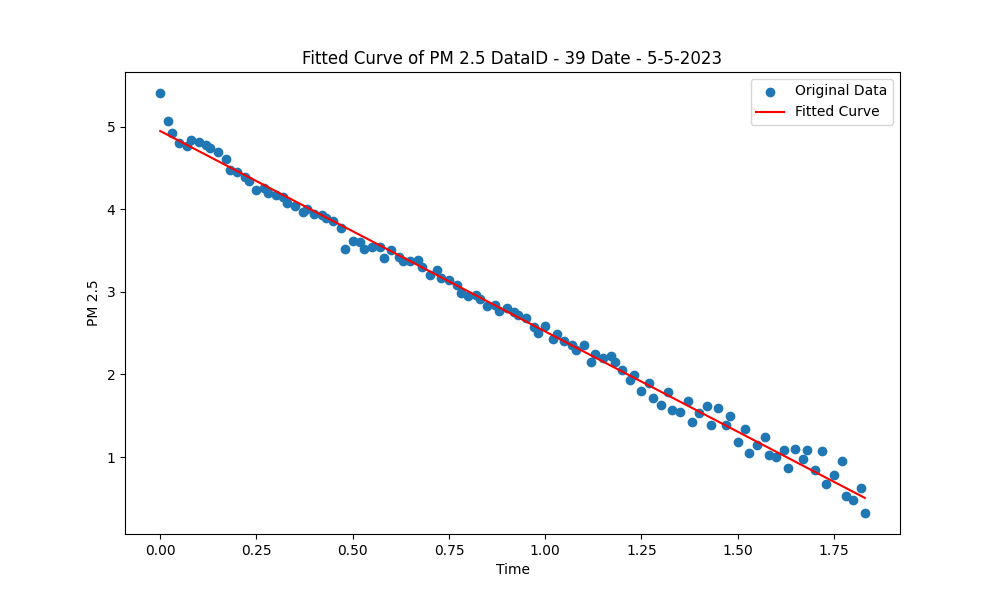 Fitted Curve of PM 2.5 DataID - 39 Date - 5-5-2023
Original Data
Fitted Curve
PM 2.5
5
4
3
2
1
0.00 0.25 0.50 0.75 1.00 1.25 1.50 1.75
Time